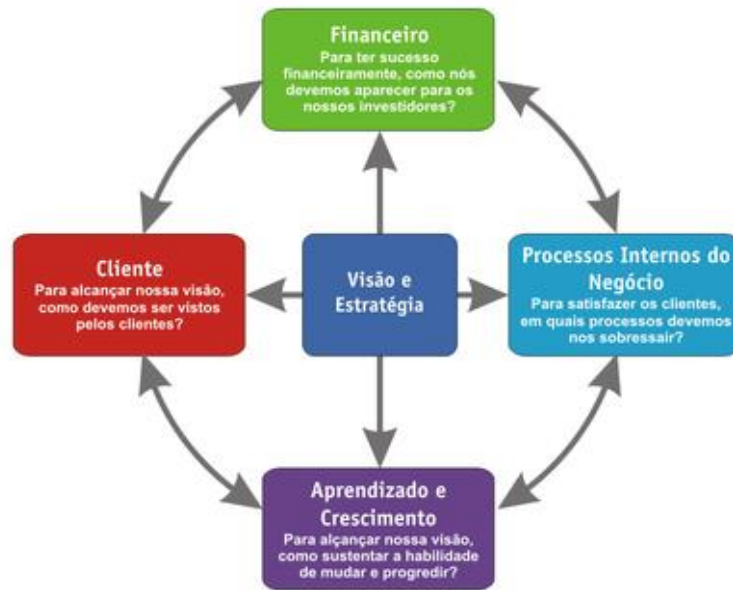 Financeiro
Para ter sucesso
financeiramente, como nós
devemos aparecer para os
nossos investidores?
Cliente
Para alcançar nossa visão,
como devemos ser vistos
pelos clientes?
Visão e
Estratégia
Processos Internos do
Negócio
Para satisfazer os clientes,
em quais processos devemos
nos sobressair?
Aprendizado e
Crescimento
Para alçançar nossa visão,
como sustentar a habilidade
de mudar e progredir?